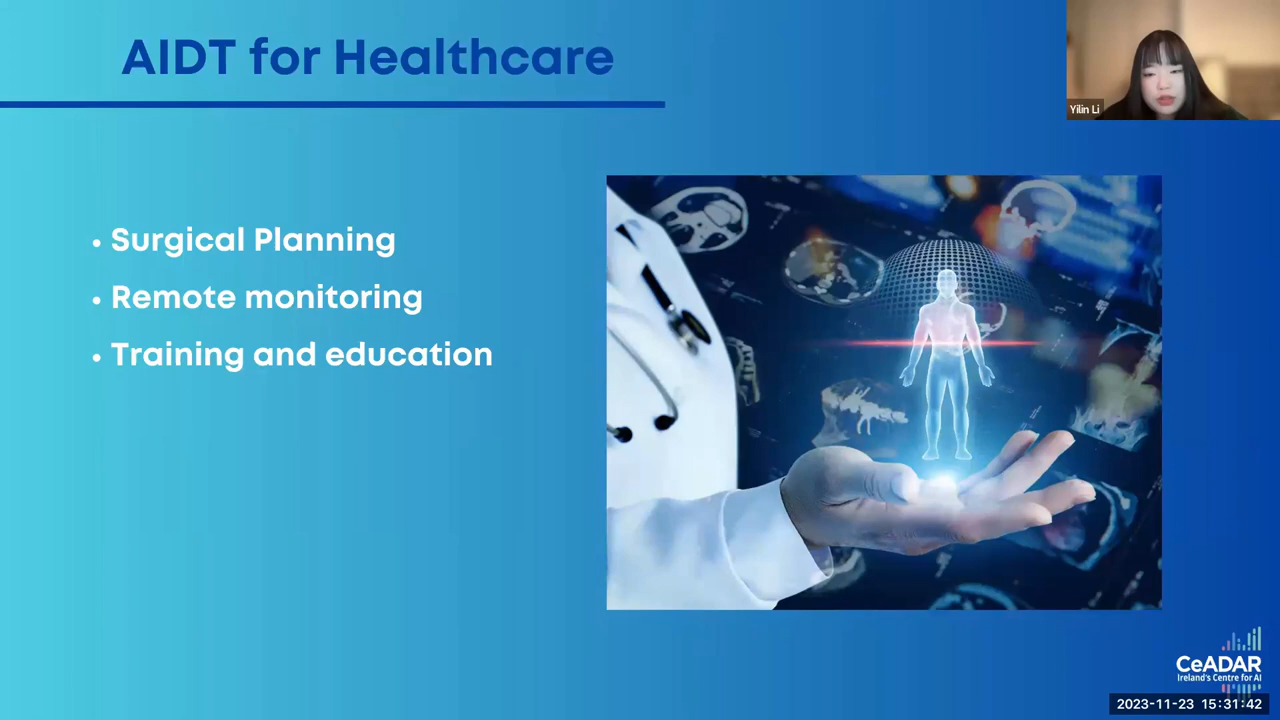 AIDT for Healthcare
Yilin Li
• Surgical Planning
• Remote monitoring
• Training and education
CeADAR
Ireland's Centre for AI
2023-11-23 15:31:42